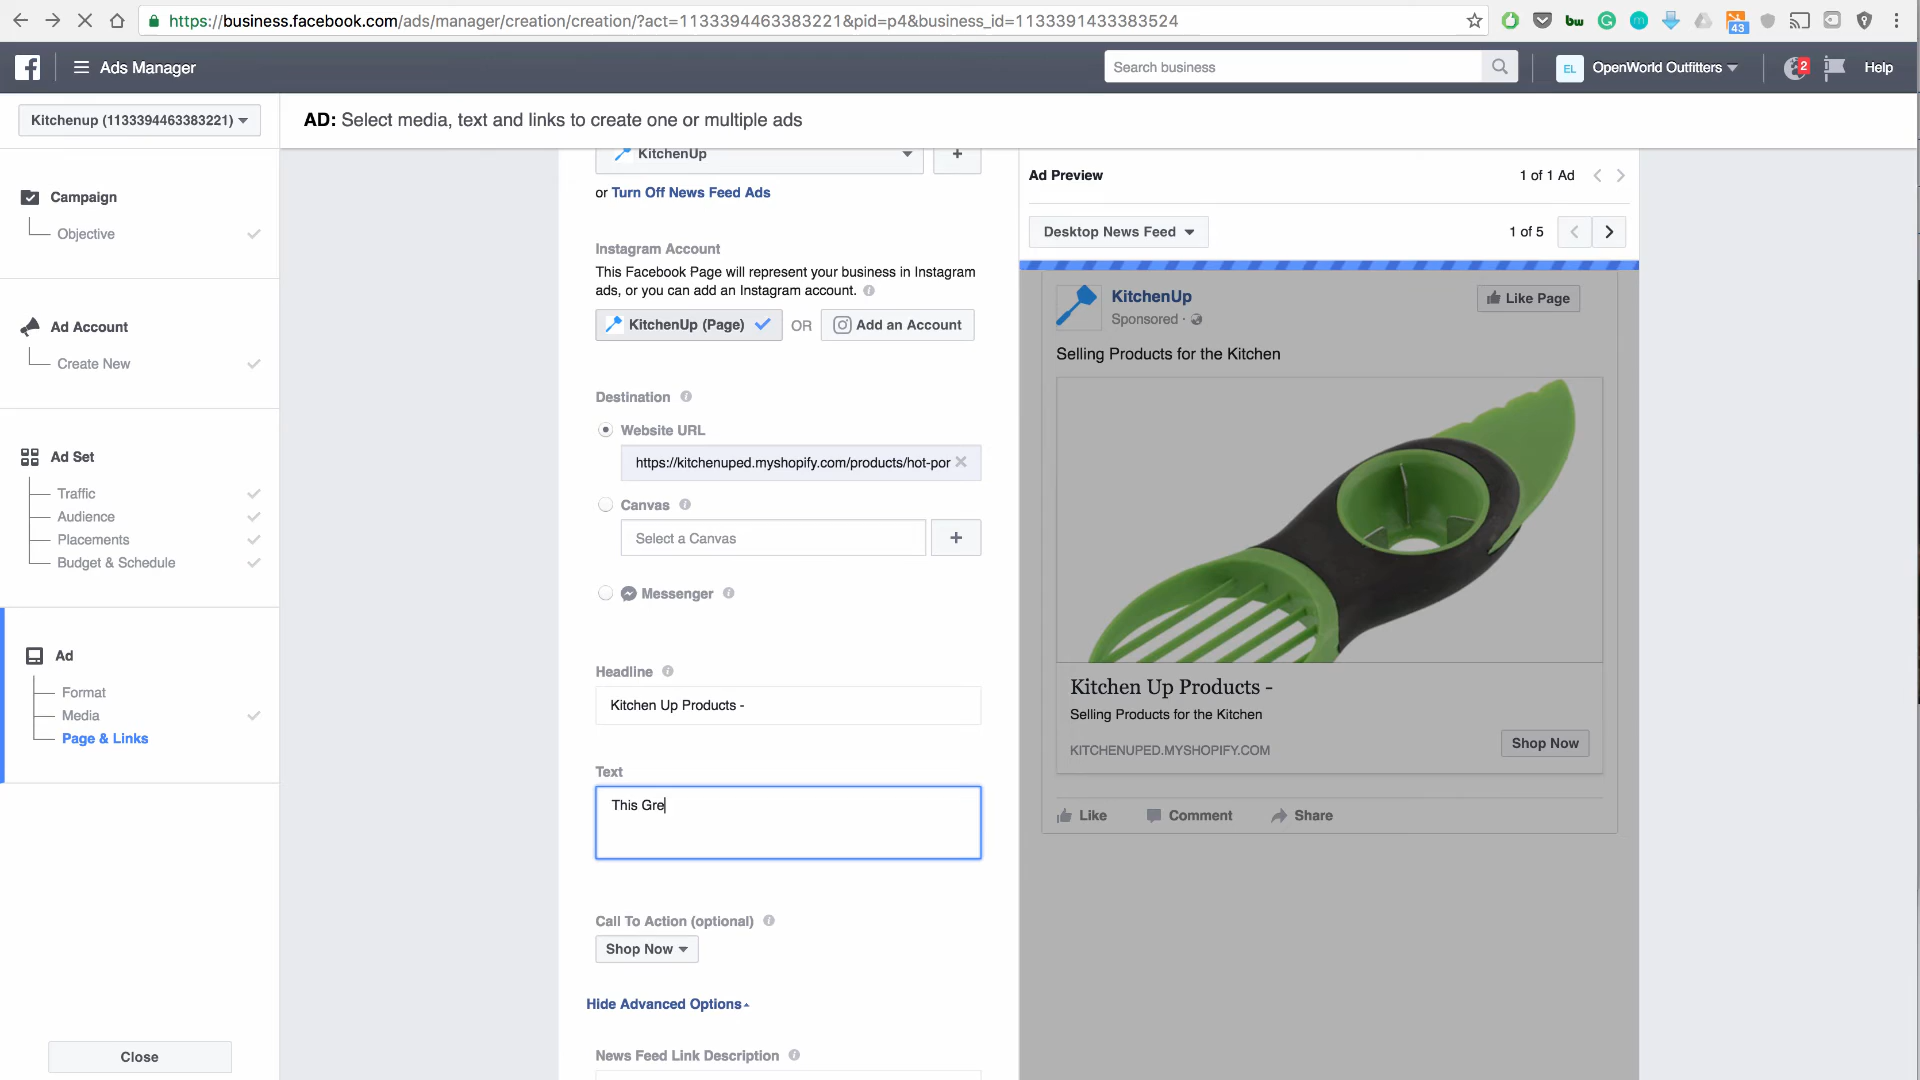 https://business.facebook.com/ads/manager/creation/creation/?act=1133394463383221&pid=p4&business_id=1133391433383524
bw
43
Ads Manager
Search business
EL
OpenWorld Outfitters
2
Help
Kitchenup (1133394463383221)
AD: Select media, text and links to create one or multiple ads
Campaign
Objective
Ad Account
Create New
Ad Set
Traffic
Audience
Placements
Budget & Schedule
Ad
Format
Media
Page & Links
Close
KitchenUp
+
or Turn Off News Feed Ads
Instagram Account
This Facebook Page will represent your business in Instagram
ads, or you can add an Instagram account.
KitchenUp (Page)
OR
Add an Account
Destination
Website URL
https://kitchenuped.myshopify.com/products/hot-por
Canvas
Select a Canvas
+
Messenger
Headline
Kitchen Up Products -
Text
This Gre
Call To Action (optional)
Shop Now
Hide Advanced Options
News Feed Link Description
Ad Preview
1 of 1 Ad
Desktop News Feed
1 of 5
KitchenUp
Sponsored ·
Like Page
Selling Products for the Kitchen
Kitchen Up Products -
Selling Products for the Kitchen
KITCHENUPED.MYSHOPIFY.COM
Shop Now
Like
Comment
Share